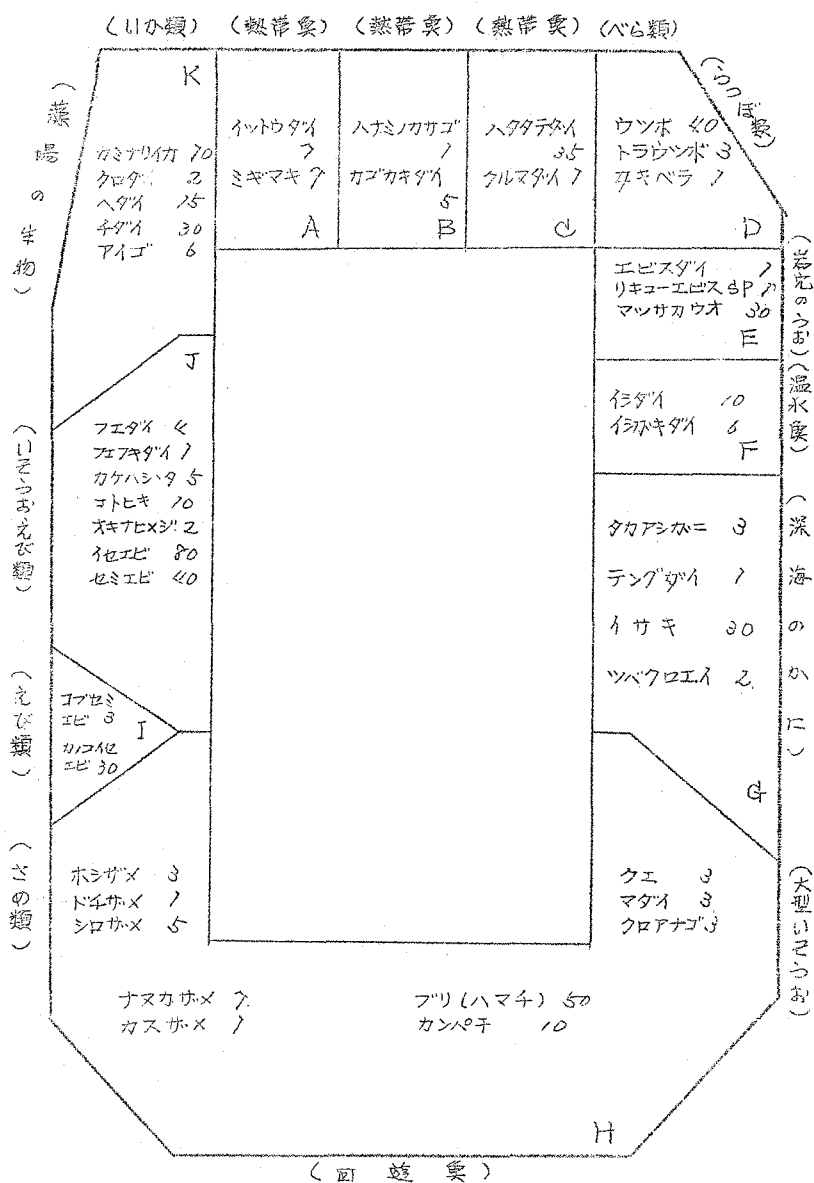 (いか類)
(熱帯奥)
(熱帯奥)
(熱帯奥)
(べら類)
(うつぼ類)
(藻場の生物)
K
カミナリイカ 10
クロダイ 2
ヘダイ 15
チダイ 30
アイゴ 6
イットウダイ
ミギマキ
A
ハナミノカサゴ
1
カゴカキダイ
5
B
ハタタテダイ
35
クルマダイ 1
C
ウツボ 40
トラウツボ 3
キベラ 1
D
(岩穴のうお)
エビスダイ 1
リキューエビスSP 1
マツカサウオ 30
E
(温水奥)
イシダイ 10
イシガキダイ 6
F
(深海のかに)
タカアシガニ 3
テングダイ 1
イサキ 30
ツバクロエイ 2
G
(いそうおえび類)
J
フエダイ 4
フエフキダイ 1
カケハシハタ 5
コトヒキ 10
オキナヒメジ 2
イセエビ 80
セミエビ 40
(えび類)
コブセミ
エビ 3
カノコイセ
エビ 30
I
(さめ類)
ホシザメ 3
ドチザメ 1
シロザメ 5
ナヌカザメ
カスザメ 1
(大型いそうお)
クエ 3
マダイ 3
クロアナゴ 3
ブリ(ハマチ) 50
カンパチ 10
H
(回遊奥)